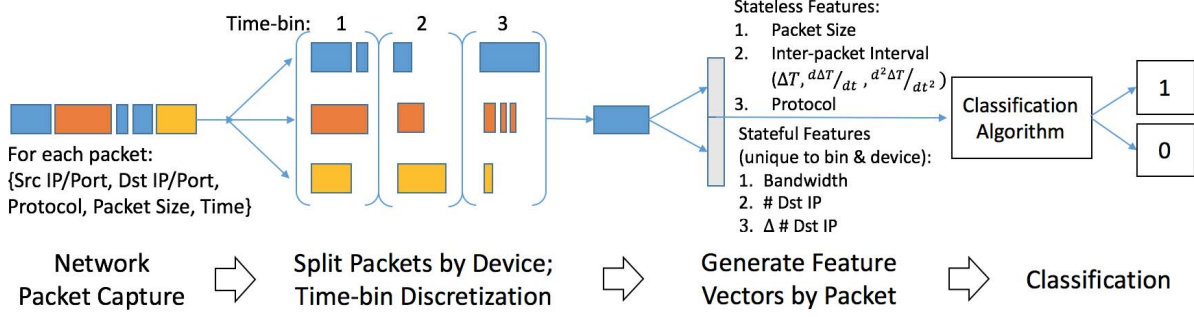 Time-bin: 1 2 3
For each packet:
{Src IP/Port, Dst IP/Port,
Protocol, Packet Size, Time}
Stateless Features:
1. Packet Size
2. Inter-packet Interval
(ΔT, dΔT/dt , d²ΔT/dt² )
3. Protocol
Stateful Features
(unique to bin & device):
1. Bandwidth
2. # Dst IP
3. Δ # Dst IP
Classification
Algorithm
1
0
Network
Packet Capture
Split Packets by Device;
Time-bin Discretization
Generate Feature
Vectors by Packet
Classification